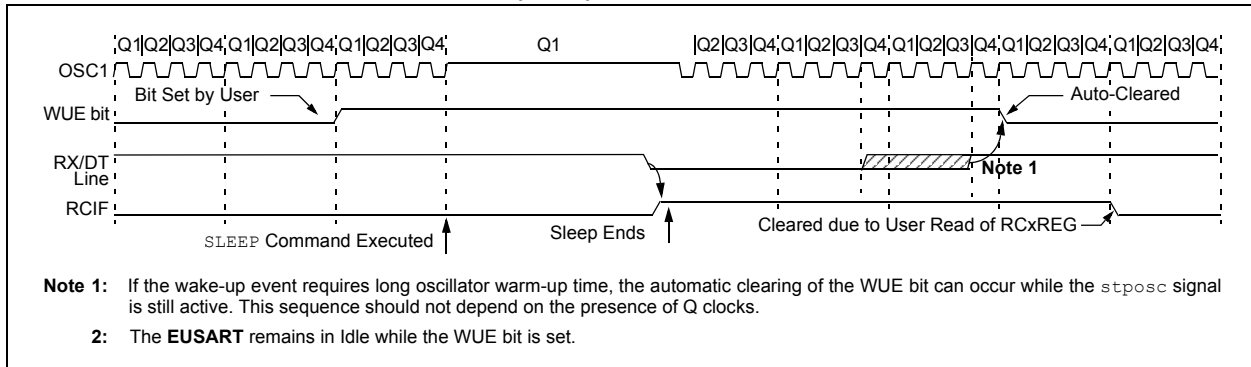 Q1 Q2 Q3 Q4 Q1 Q2 Q3 Q4 Q1 Q2 Q3 Q4 Q1 Q2 Q3 Q4 Q1 Q2 Q3 Q4 Q1 Q2 Q3 Q4 Q1 Q2 Q3 Q4 Q1 Q2 Q3 Q4
OSC1
Bit Set by User
Auto-Cleared
WUE bit
RX/DT
Line
Note 1
RCIF
Cleared due to User Read of RCxREG
SLEEP Command Executed
Sleep Ends
Note 1: If the wake-up event requires long oscillator warm-up time, the automatic clearing of the WUE bit can occur while the stposc signal
is still active. This sequence should not depend on the presence of Q clocks.
2: The EUSART remains in Idle while the WUE bit is set.